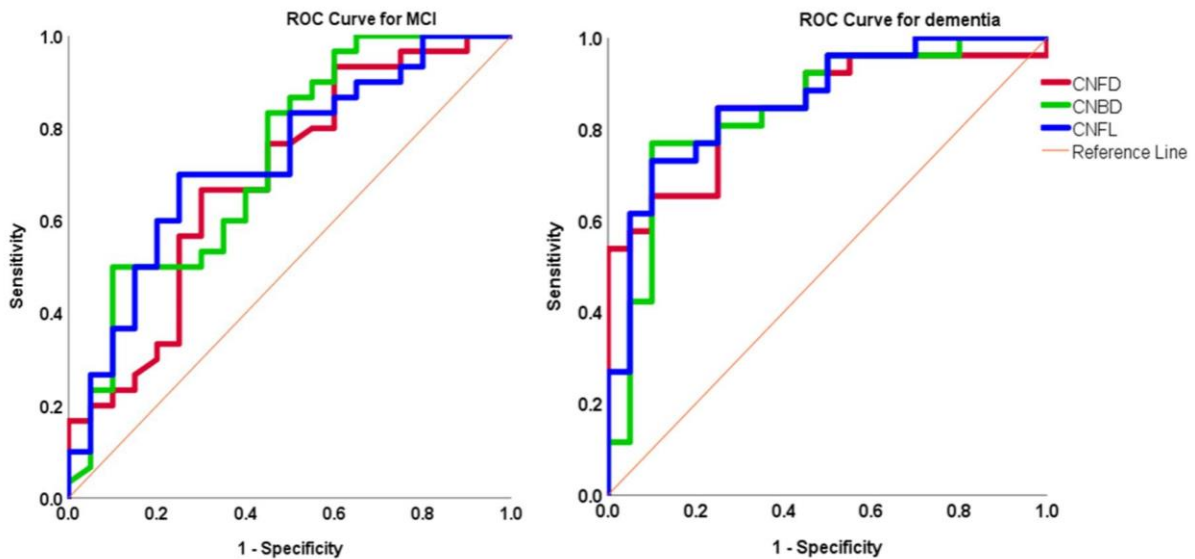 ROC Curve for MCI
1.0
0.8
0.6
0.4
0.2
0.0
Sensitivity
0.0 0.2 0.4 0.6 0.8 1.0
1 - Specificity
ROC Curve for dementia
1.0
0.8
0.6
0.4
0.2
0.0
Sensitivity
0.0 0.2 0.4 0.6 0.8 1.0
1 - Specificity
CNFD
CNBD
CNFL
Reference Line